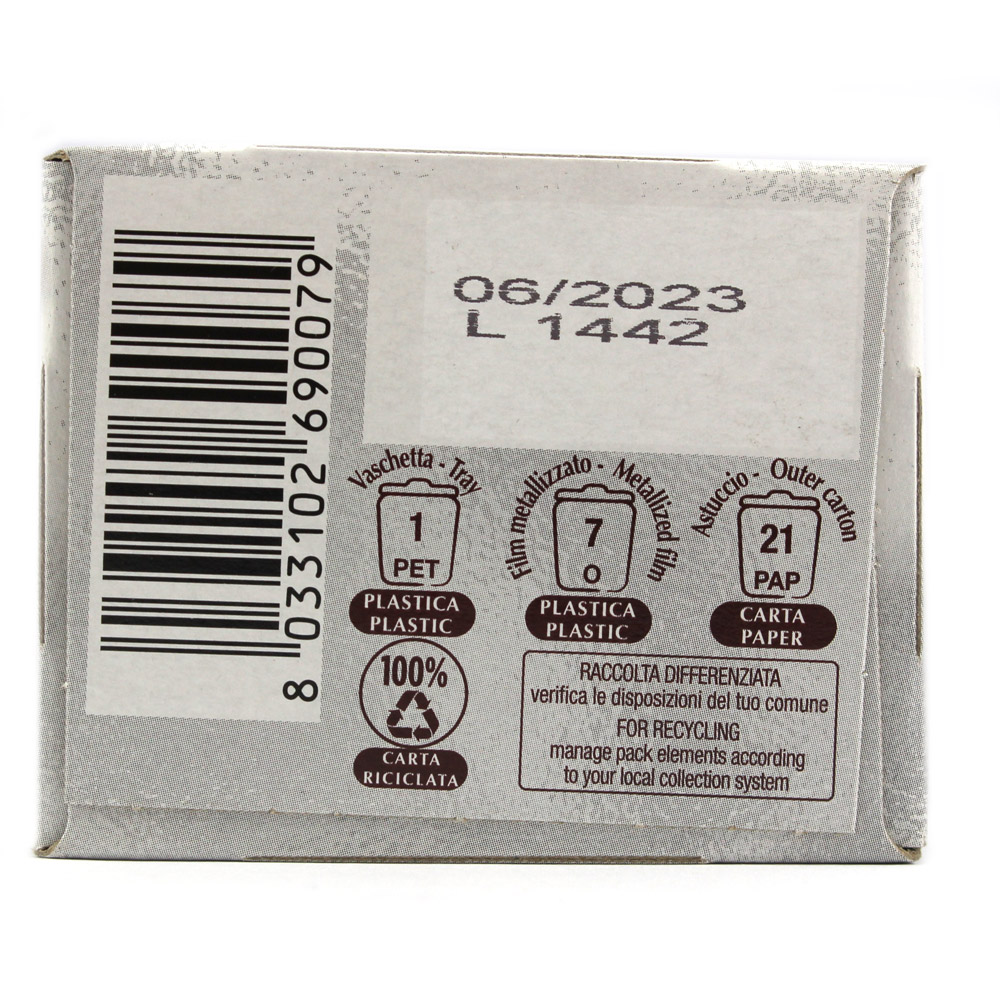 8 033102 690079
06/2023
L 1442
Vaschetta - Tray
1
PET
PLASTICA
PLASTIC
Film metallizzato - Metallized film
7
O
PLASTICA
PLASTIC
Astuccio - Outer carton
21
PAP
CARTA
PAPER
100%
CARTA
RICICLATA
RACCOLTA DIFFERENZIATA
verifica le disposizioni del tuo comune
FOR RECYCLING
manage pack elements according
to your local collection system